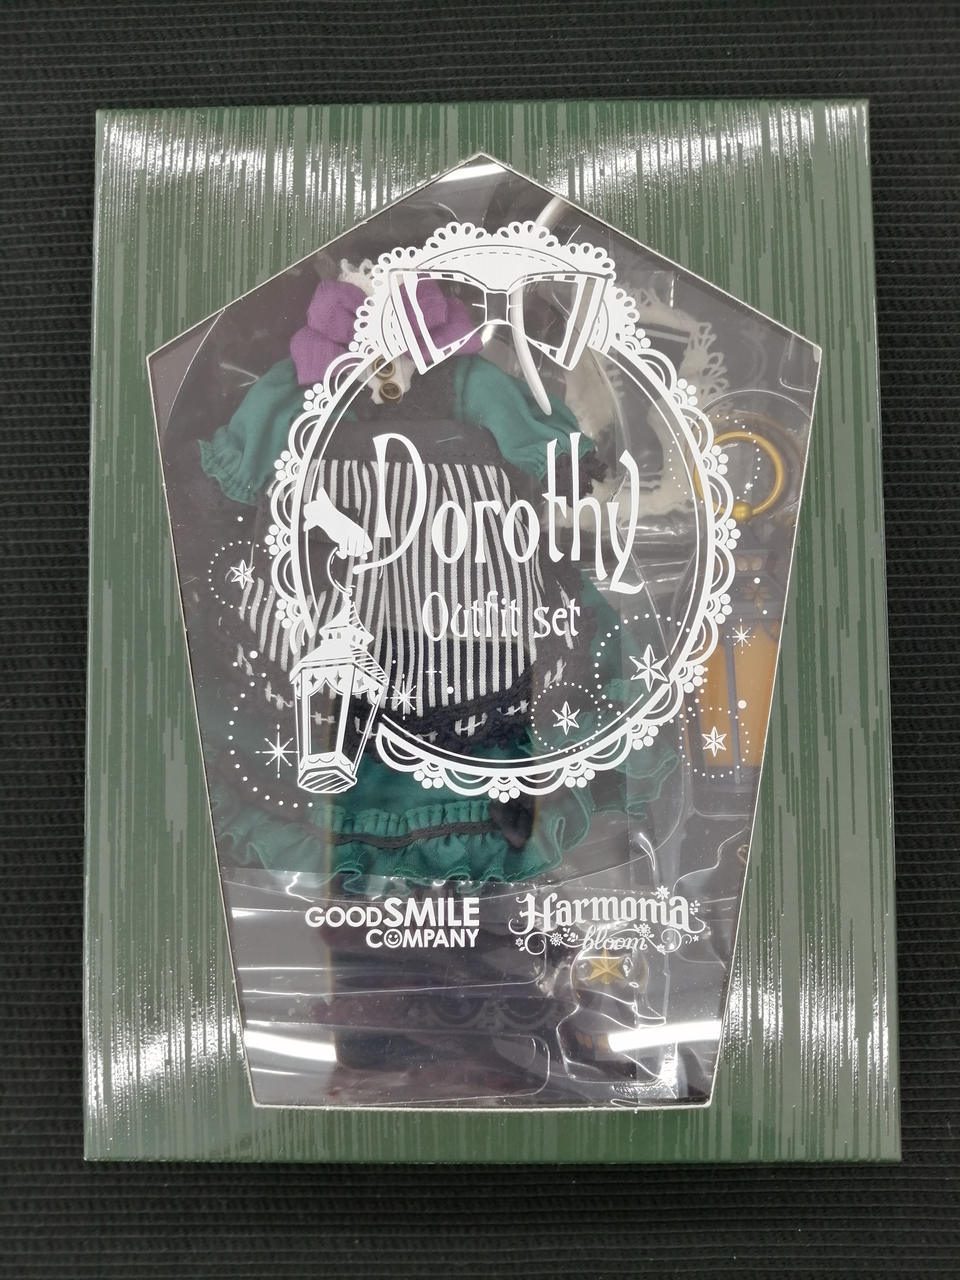 Dorothy
Outfit set
GOODSMILE
COMPANY
Harmonia
bloom